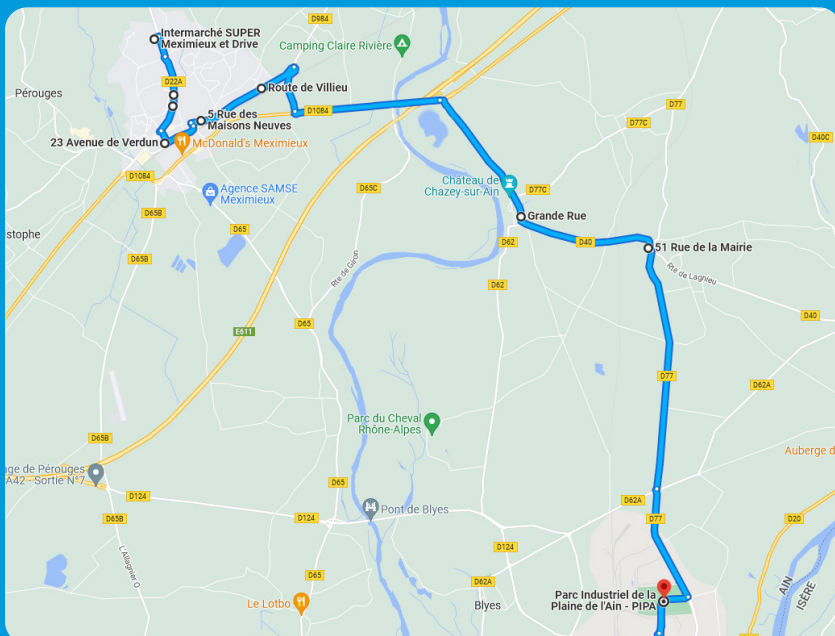 D984
Intermarché SUPER
Meximieux et Drive
Camping Claire Rivière
D22A
Route de Villieu
Pérouges
D77
D1084
5 Rue des
Maisons Neuves
D77C
D40C
23 Avenue de Verdun
McDonald's Meximieux
D1084
Château de
Chazey-sur-Ain
D77C
Agence SAMSE
Meximieux
D65C
D65B
Grande Rue
stophe
D65
D62
D40
51 Rue de la Mairie
D65B
Rte de Giron
Rte de Lagnieu
D62
E611
D65
D40
D77
D62A
Parc du Cheval
Rhône-Alpes
D65B
Auberge d
age de Pérouges
A42 - Sortie N°7
D65
D124
D62A
Pont de Blyes
D65B
D124
D77
D20
L'Allagnier O
D124
D65
D62A
AIN
ISÈRE
Parc Industriel de la
Plaine de l'Ain - PIPA
Le Lotbo
Blyes